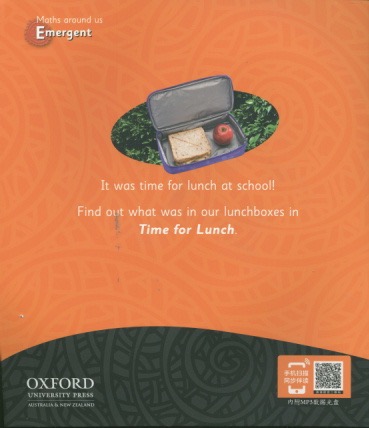 Maths around us
Emergent
It was time for lunch at school!
Find out what was in our lunchboxes in
Time for Lunch.
OXFORD
UNIVERSITY PRESS
AUSTRALIA & NEW ZEALAND
手机扫描
同步伴读
内附MP3数据光盘